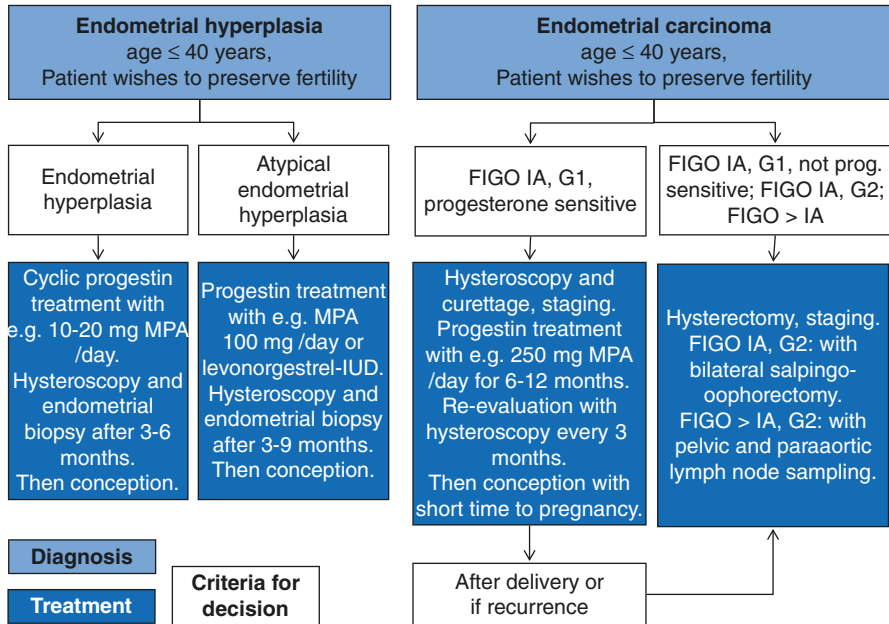 Endometrial hyperplasia
age ≤ 40 years,
Patient wishes to preserve fertility
Endometrial carcinoma
age ≤ 40 years,
Patient wishes to preserve fertility
Endometrial
hyperplasia
Atypical
endometrial
hyperplasia
FIGO IA, G1,
progesterone sensitive
FIGO IA, G1, not prog.
sensitive; FIGO IA, G2;
FIGO > IA
Cyclic progestin
treatment with
e.g. 10-20 mg MPA
/day.
Hysteroscopy and
endometrial
biopsy after 3-6
months.
Then conception.
Progestin treatment
with e.g. MPA
100 mg /day or
levonorgestrel-IUD.
Hysteroscopy and
endometrial biopsy
after 3-9 months.
Then conception.
Hysteroscopy and
curettage, staging.
Progestin treatment
with e.g. 250 mg MPA
/day for 6-12 months.
Re-evaluation with
hysteroscopy every 3
months.
Then conception with
short time to pregnancy.
Hysterectomy, staging.
FIGO IA, G2: with
bilateral salpingo-
oophorectomy.
FIGO > IA, G2: with
pelvic and paraaortic
lymph node sampling.
Diagnosis
Treatment
Criteria for
decision
After delivery or
if recurrence